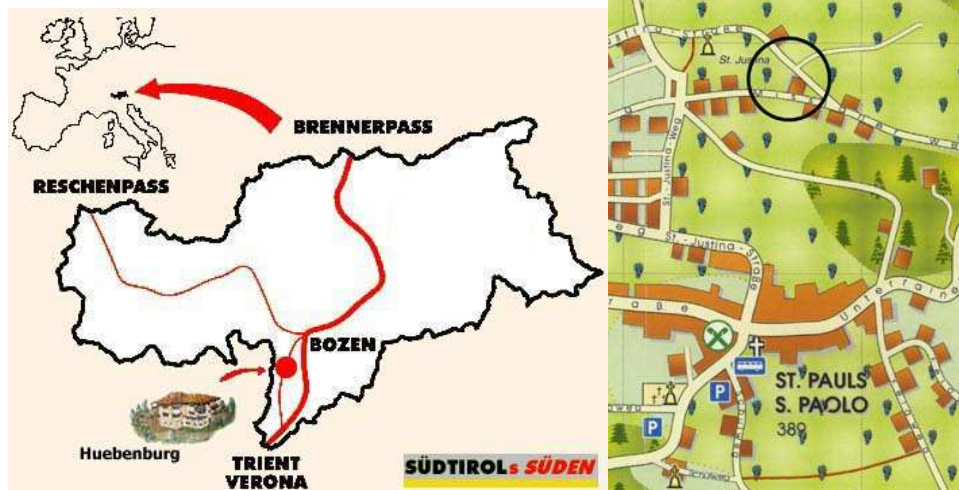 BRENNERPASS
RESCHENPASS
BOZEN
Huebenburg
TRIENT
VERONA
SÜDTIROLs SÜDEN
St. Justina
St.-Justina-Weg
St.-Justina-Straße
Unterraine
P
P
ST. PAULS
S. PAOLO
389